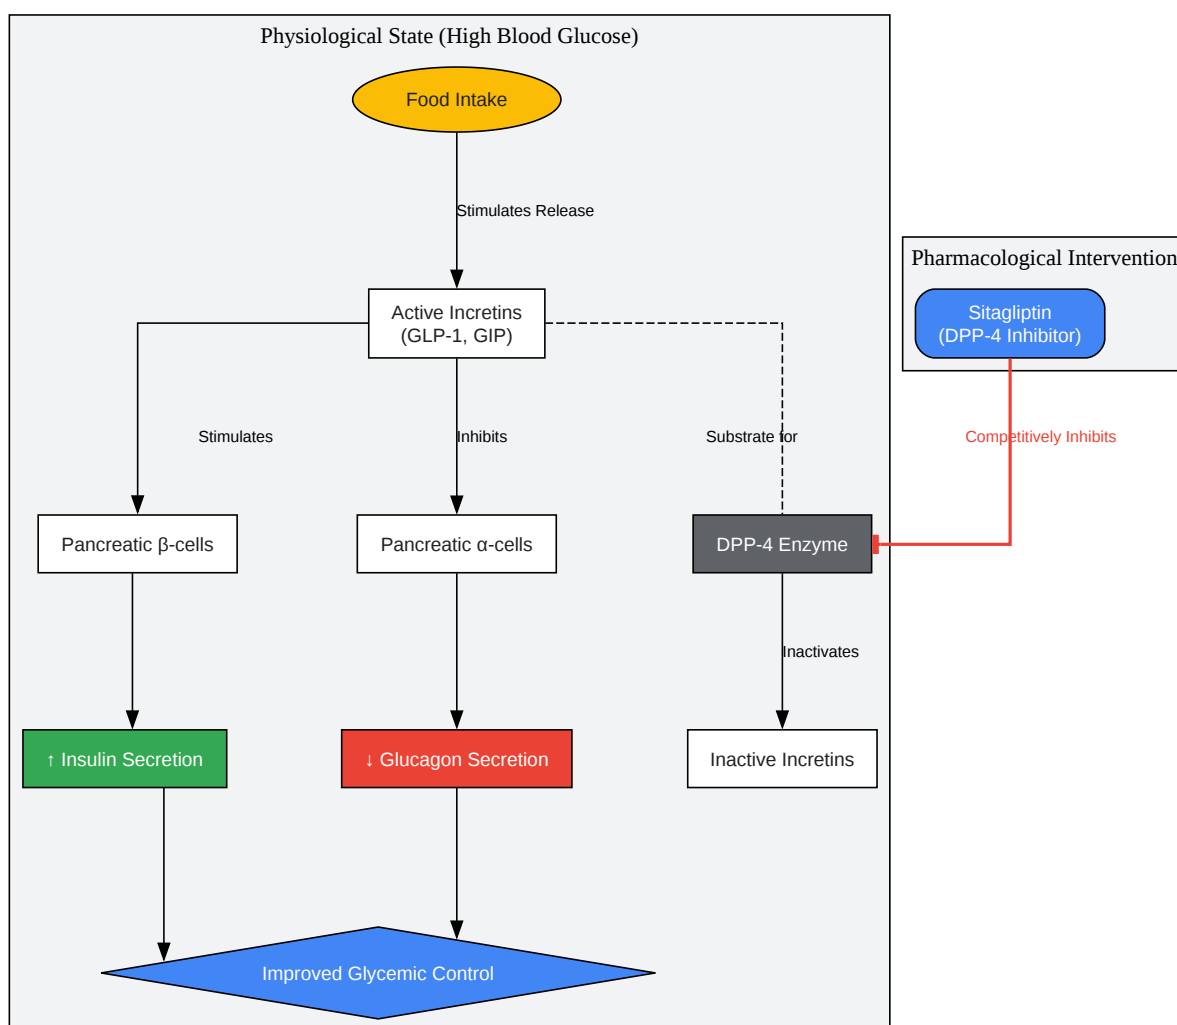 Physiological State (High Blood Glucose)
Food Intake
Stimulates Release
Pharmacological Intervention
Active Incretins
(GLP-1, GIP)
Sitagliptin
(DPP-4 Inhibitor)
Stimulates
Inhibits
Substrate for
Competitively Inhibits
Pancreatic β-cells
Pancreatic α-cells
DPP-4 Enzyme
Inactivates
↑ Insulin Secretion
↓ Glucagon Secretion
Inactive Incretins
Improved Glycemic Control